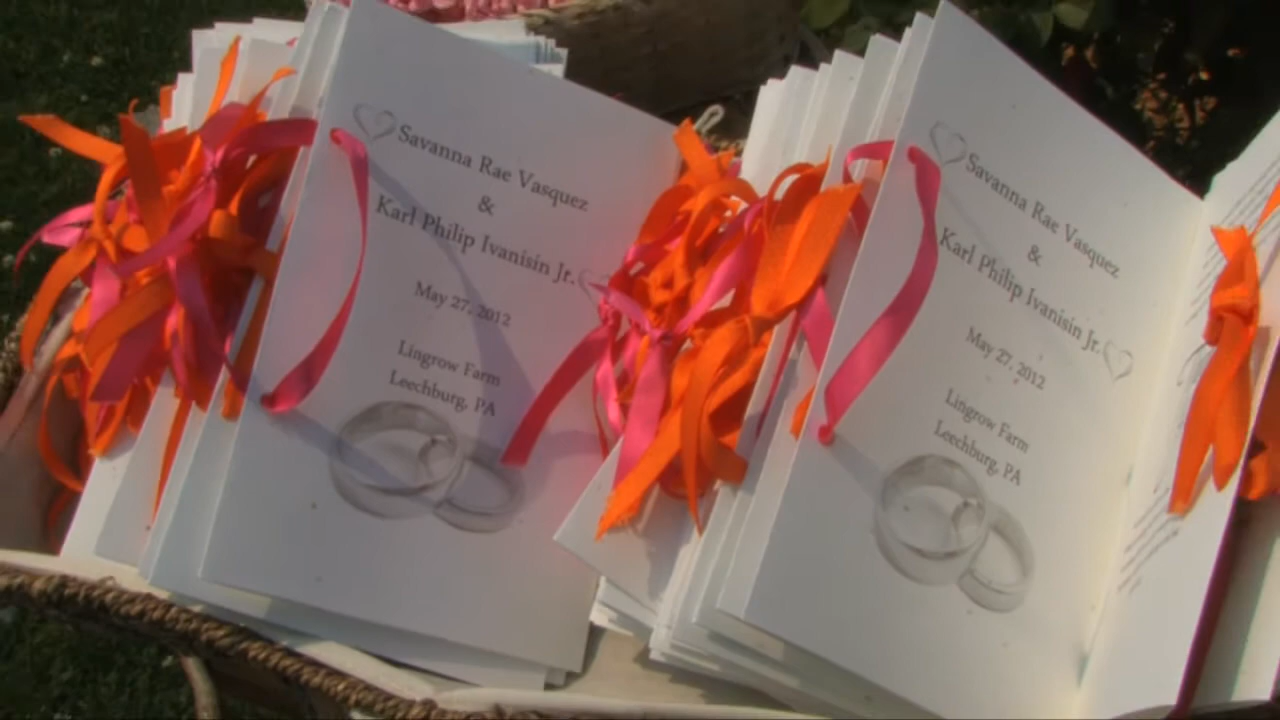 Savanna Rae Vasquez
&
Karl Philip Ivanisin Jr.
May 27, 2012
Lingrow Farm
Leechburg, PA
Savanna Rae Vasquez
&
Karl Philip Ivanisin Jr.
May 27, 2012
Lingrow Farm
Leechburg, PA